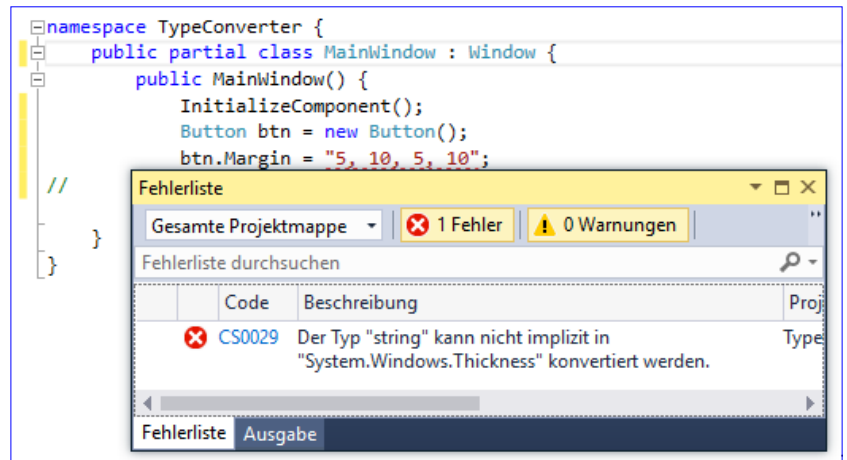 namespace TypeConverter {
public partial class MainWindow : Window {
public MainWindow() {
InitializeComponent();
Button btn = new Button();
btn.Margin = "5, 10, 5, 10";
//
}
}
Fehlerliste
Gesamte Projektmappe 1 Fehler 0 Warnungen
Fehlerliste durchsuchen
Code Beschreibung Proj
CS0029 Der Typ "string" kann nicht implizit in Type
"System.Windows.Thickness" konvertiert werden.
Fehlerliste Ausgabe